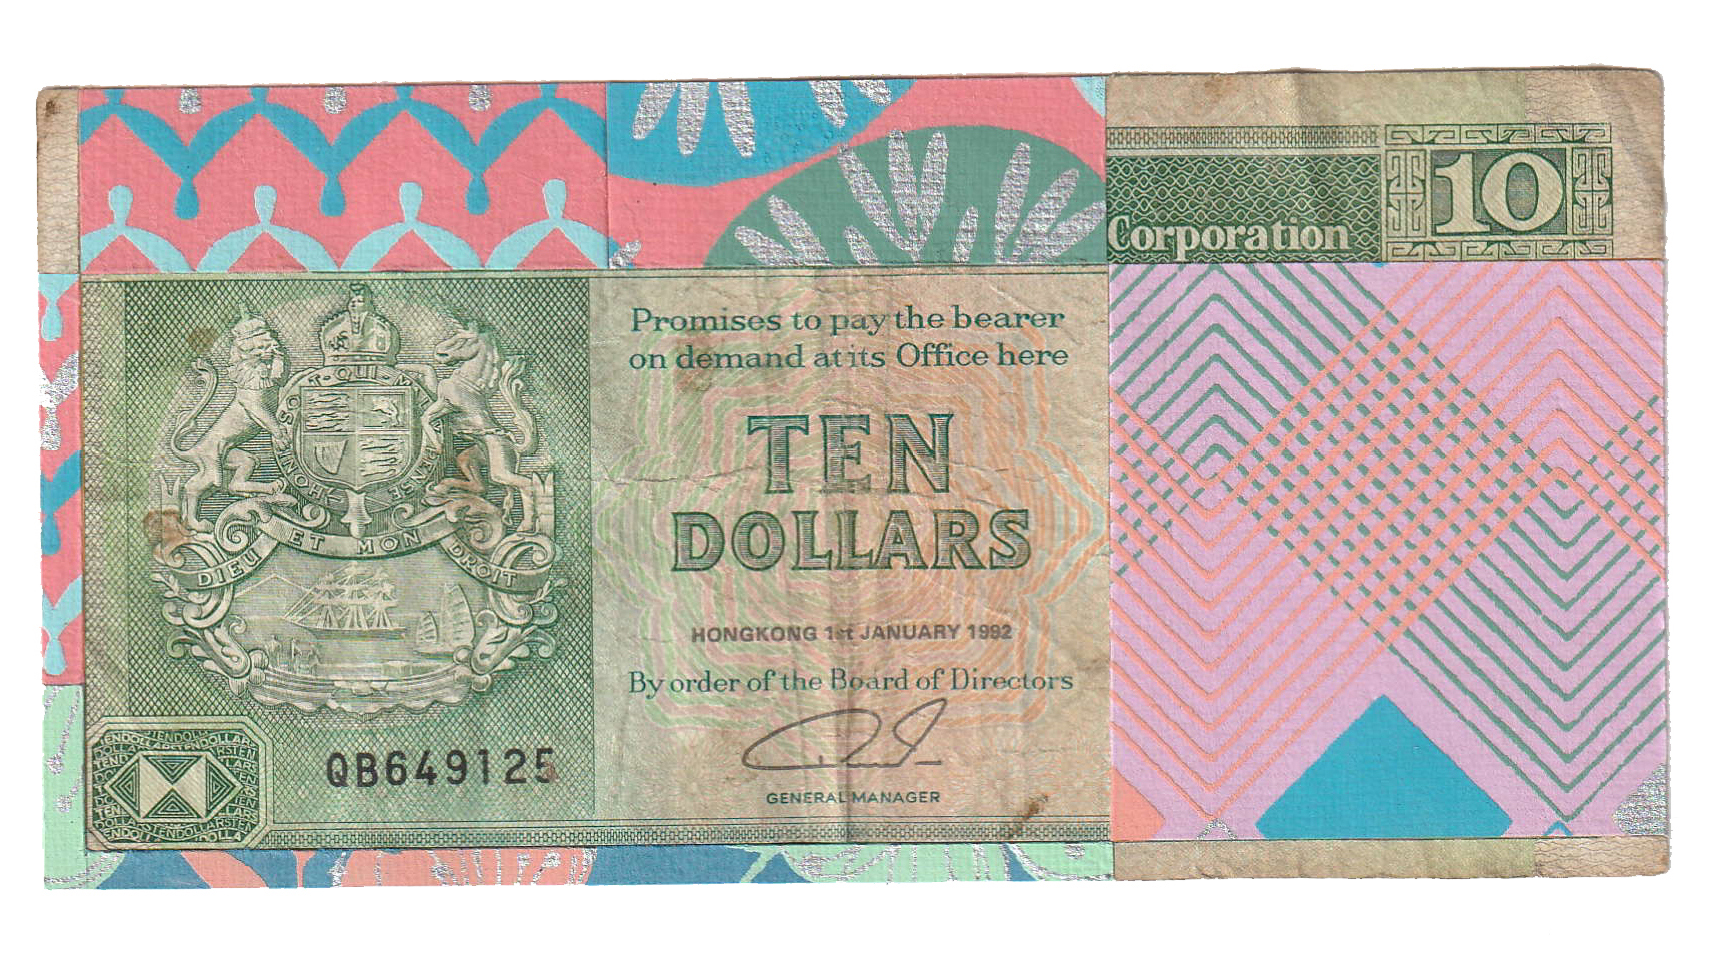 Corporation
10
Promises to pay the bearer
on demand at its Office here
TEN
DOLLARS
HONGKONG 1st JANUARY 1992
By order of the Board of Directors
GENERAL MANAGER
DIEU ET MON DROIT
QB649125